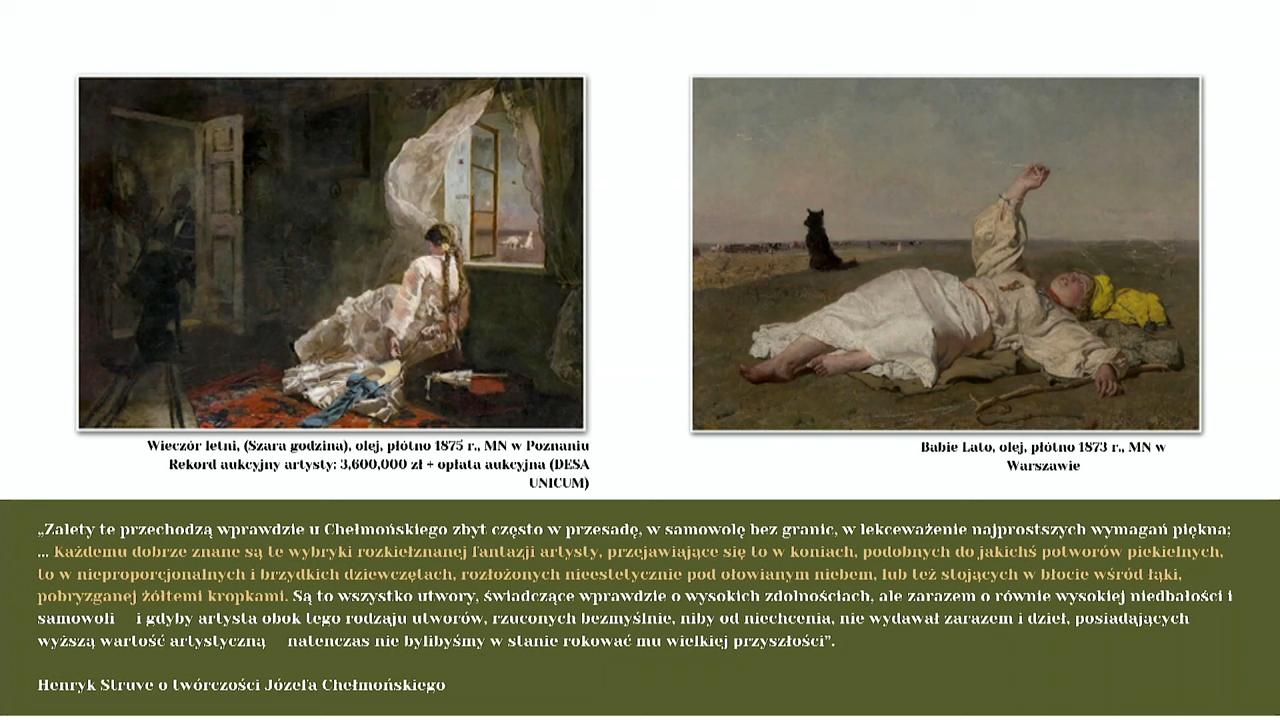 Wieczór letni, (Szara godzina), olej, płótno 1875 r., MN w Poznaniu
Rekord aukcyjny artysty: 3,600,000 zł + opłata aukcyjna (DESA
UNICUM)
Babie Lato, olej, płótno 1873 r., MN w
Warszawie
„Zalety te przechodzą wprawdzie u Chełmońskiego zbyt często w przesadę, w samowolę bez granic, w lekceważenie najprostszych wymagań piękna;
... Każdemu dobrze znane są te wybryki rozkiełznanej fantazji artysty, przejawiające się to w koniach, podobnych do jakichś potworów piekielnych,
to w nieproporcjonalnych i brzydkich dziewczętach, rozłożonych nieestetycznie pod ołowianym niebem, lub też stojących w błocie wśród łąki,
pobryzganej żółtemi kropkami. Są to wszystko utwory, świadczące wprawdzie o wysokich zdolnościach, ale zarazem o równie wysokiej niedbałości i
samowoli i gdyby artysta obok tego rodzaju utworów, rzuconych bezmyślnie, niby od niechcenia, nie wydawał zarazem i dzieł, posiadających
wyższą wartość artystyczną natenczas nie bylibyśmy w stanie rokować mu wielkiej przyszłości”.
Henryk Struve o twórczości Józefa Chełmońskiego